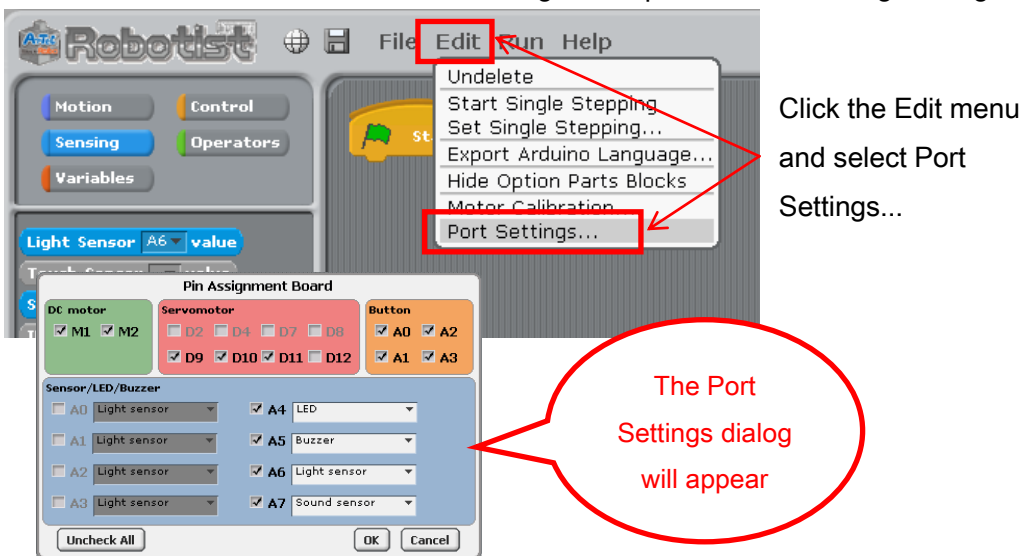 ATC Robotist File Edit Run Help
Undelete
Start Single Stepping
Set Single Stepping...
Export Arduino Language...
Hide Option Parts Blocks
Motor Calibration...
Port Settings...
Motion Control
Sensing Operators
Variables
Light Sensor A6 value
Click the Edit menu
and select Port
Settings...
Pin Assignment Board
DC motor Servomotor Button
M1 M2 D2 D4 D7 D8 A0 A2
D9 D10 D11 D12 A1 A3
Sensor/LED/Buzzer
A0 Light sensor A4 LED
A1 Light sensor A5 Buzzer
A2 Light sensor A6 Light sensor
A3 Light sensor A7 Sound sensor
Uncheck All OK Cancel
The Port
Settings dialog
will appear